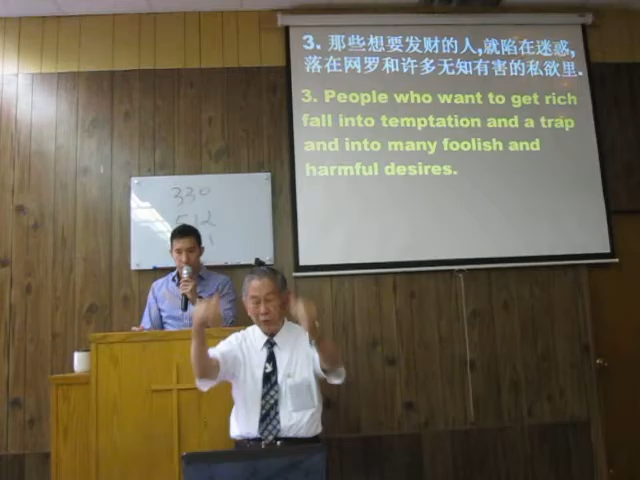 3. 那些想要发财的人,就陷在迷惑,
落在网罗和许多无知有害的私欲里.
3. People who want to get rich
fall into temptation and a trap
and into many foolish and
harmful desires.
330
512